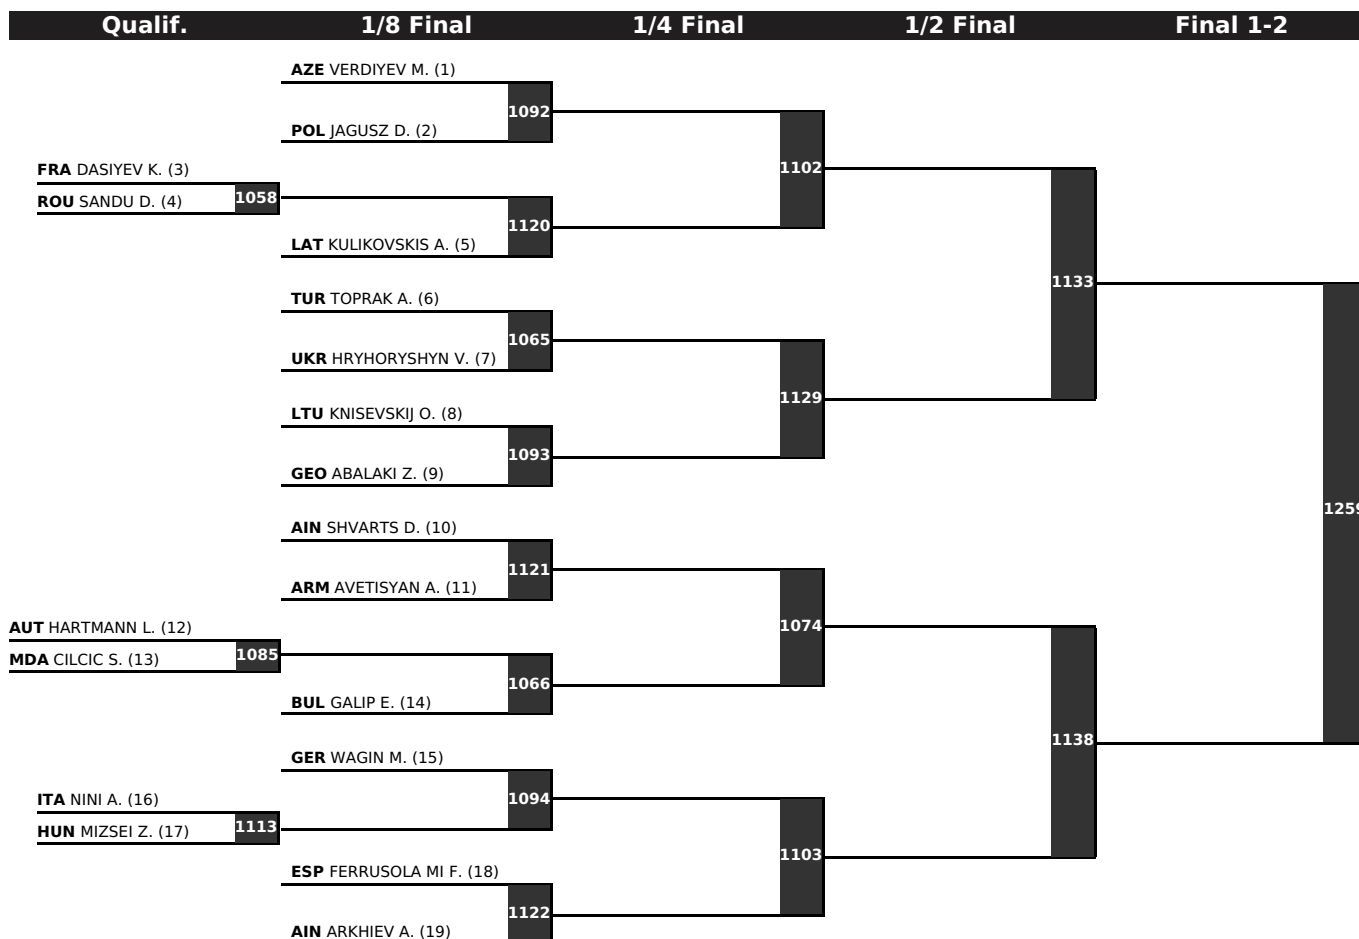 Qualif. 1/8 Final 1/4 Final 1/2 Final Final 1-2
AZE VERDIYEV M. (1)
1092
POL JAGUSZ D. (2)
1102
FRA DASIYEV K. (3)
ROU SANDU D. (4) 1058
1120
LAT KULIKOVSKIS A. (5)
1133
TUR TOPRAK A. (6)
1065
UKR HRYHORYSHYN V. (7)
1129
LTU KNISEVSKIJ O. (8)
1093
GEO ABALAKI Z. (9)
1259
AIN SHVARTS D. (10)
1121
ARM AVETISYAN A. (11)
1074
AUT HARTMANN L. (12)
MDA CILCIC S. (13) 1085
1066
BUL GALIP E. (14)
1138
GER WAGIN M. (15)
1094
ITA NINI A. (16)
HUN MIZSEI Z. (17) 1113
1103
ESP FERRUSOLA MI F. (18)
1122
AIN ARKHIEV A. (19)